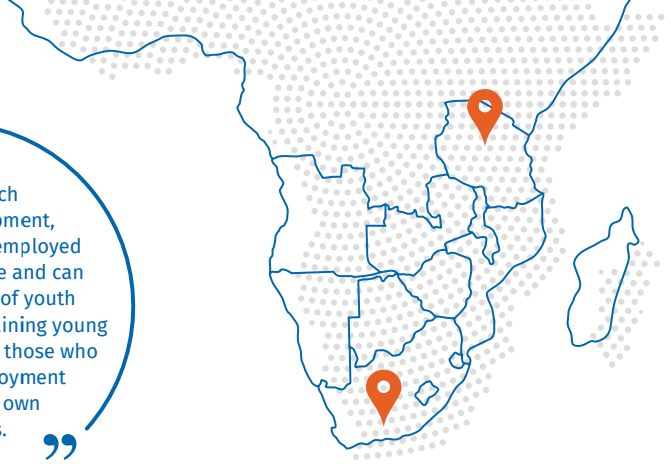 ch
pment,
employed
e and can
of youth
ining young
those who
oyment
own
s.
”